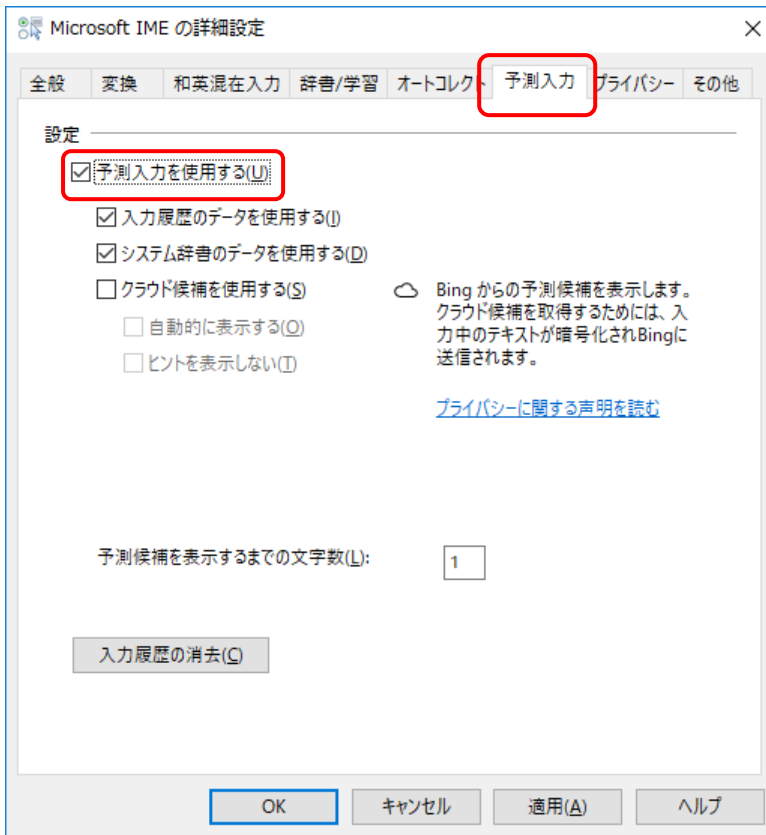 Microsoft IME の詳細設定
全般 変換 和英混在入力 辞書/学習 オートコレクト 予測入力 プライバシー その他
設定
予測入力を使用する(U)
入力履歴のデータを使用する(I)
システム辞書のデータを使用する(D)
クラウド候補を使用する(S)
自動的に表示する(O)
ヒントを表示しない(T)
Bing からの予測候補を表示します。
クラウド候補を取得するためには、入
力中のテキストが暗号化されBingに
送信されます。
プライバシーに関する声明を読む
予測候補を表示するまでの文字数(L):
1
入力履歴の消去(C)
OK キャンセル 適用(A) ヘルプ